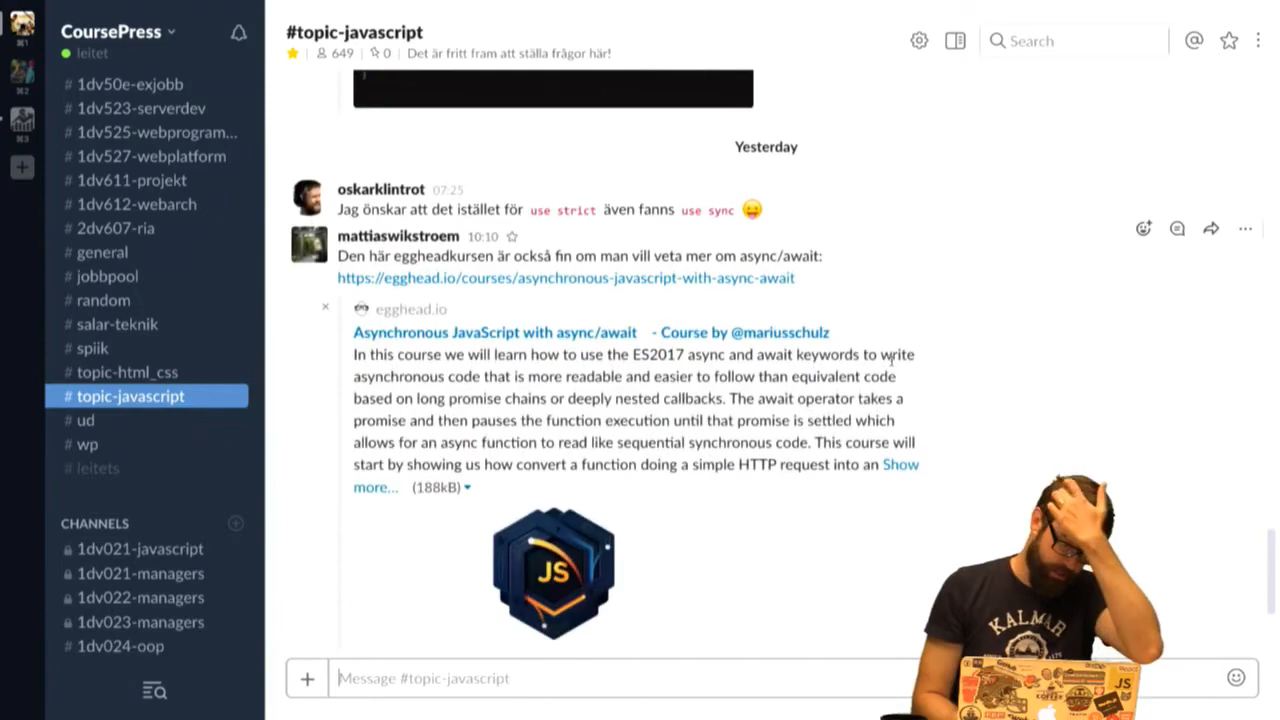 CoursePress
leitet
# 1dv50e-exjobb
# 1dv523-serverdev
# 1dv525-webprogram...
# 1dv527-webplatform
# 1dv611-projekt
# 1dv612-webarch
# 2dv607-ria
# general
# jobbpool
# random
# salar-teknik
# spiik
# topic-html_css
# topic-javascript
# ud
# wp
# leitets
CHANNELS
1dv021-javascript
1dv021-managers
1dv022-managers
1dv023-managers
# 1dv024-oop
⌘1
⌘2
⌘3
#topic-javascript
649 0 Det är fritt fram att ställa frågor här!
Search
Yesterday
oskarklintrot 07:25
Jag önskar att det istället för use strict även fanns use sync
mattiaswikstroem 10:10
Den här eggheadkursen är också fin om man vill veta mer om async/await:
https://egghead.io/courses/asynchronous-javascript-with-async-await
egghead.io
Asynchronous JavaScript with async/await - Course by @mariusschulz
In this course we will learn how to use the ES2017 async and await keywords to write
asynchronous code that is more readable and easier to follow than equivalent code
based on long promise chains or deeply nested callbacks. The await operator takes a
promise and then pauses the function execution until that promise is settled which
allows for an async function to read like sequential synchronous code. This course will
start by showing us how convert a function doing a simple HTTP request into an Show
more... (188kB)
JS
Message #topic-javascript
KALMAR
JS